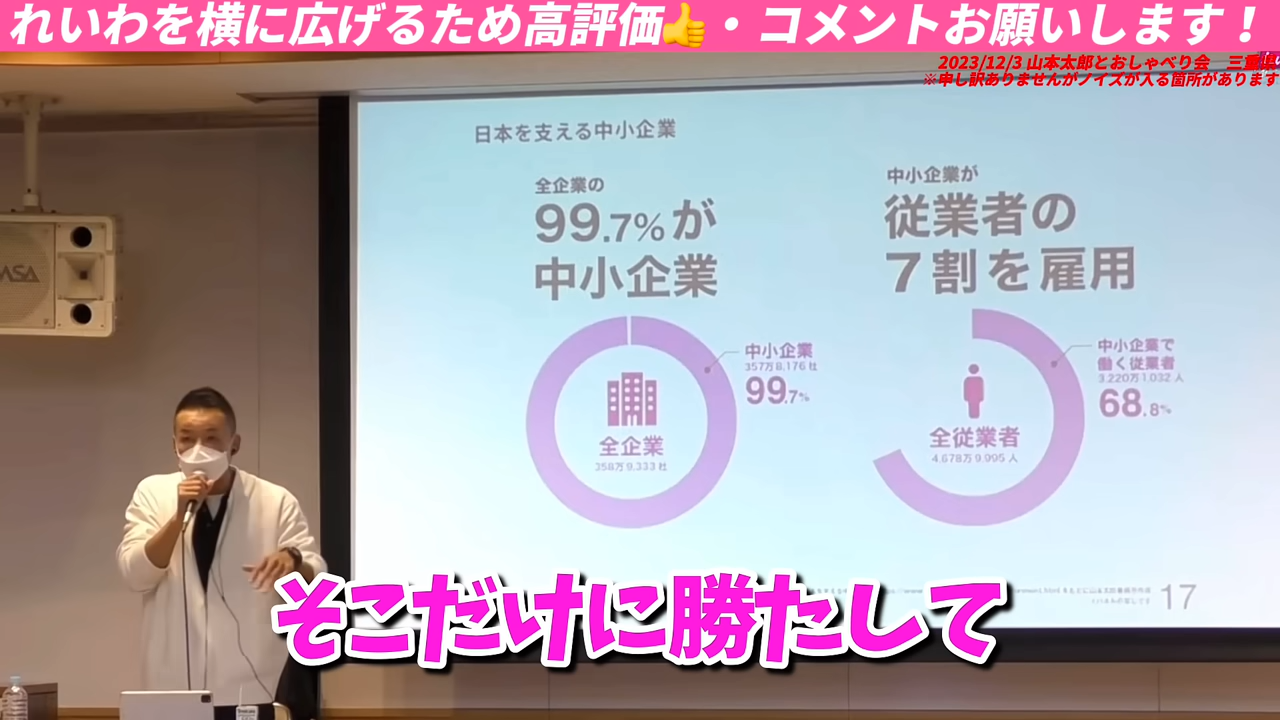 れいわを横に広げるため高評価👍・コメントお願いします！
2023/12/3 山本太郎とおしゃべり会　三重県
※申し訳ありませんがノイズが入る箇所があります
日本を支える中小企業
全企業の
99.7%が
中小企業
中小企業
357万8,176社
99.7%
全企業
358万9,333社
中小企業が
従業者の
7割を雇用
中小企業で
働く従業者
3,220万1,032人
68.8%
全従業者
4,678万9,995人
17
そこだけに勝たして